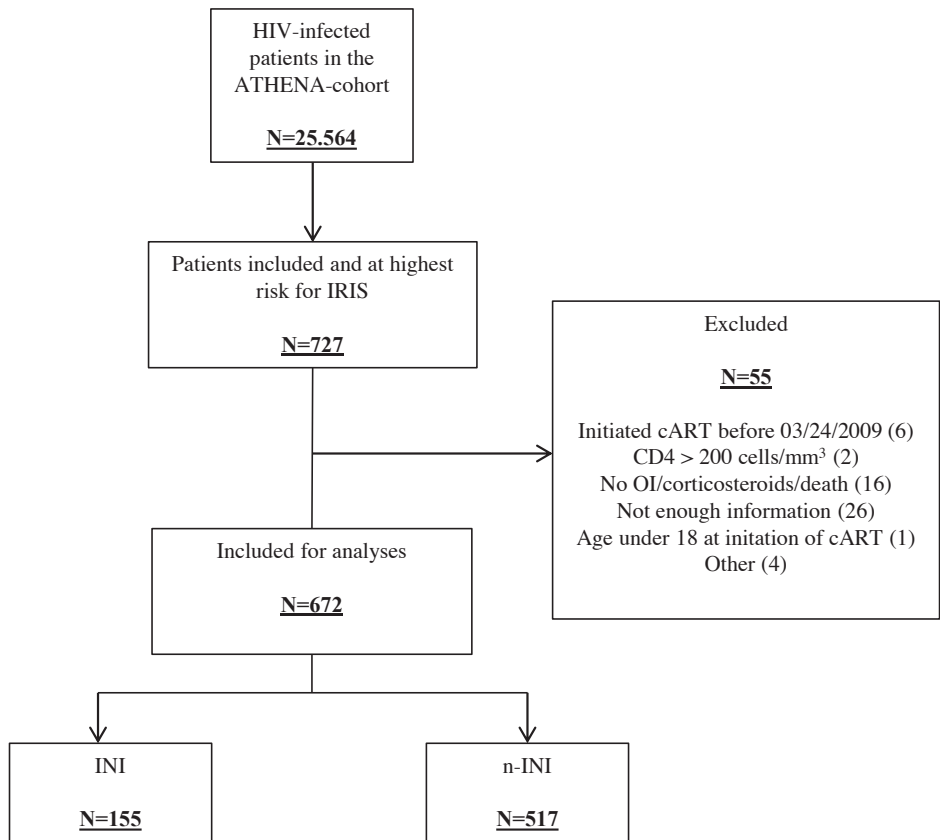 HIV-infected
patients in the
ATHENA-cohort
N=25.564
Patients included and at highest
risk for IRIS
N=727
Excluded
N=55
Initiated cART before 03/24/2009 (6)
CD4 > 200 cells/mm³ (2)
No OI/corticosteroids/death (16)
Not enough information (26)
Age under 18 at initation of cART (1)
Other (4)
Included for analyses
N=672
INI
N=155
n-INI
N=517